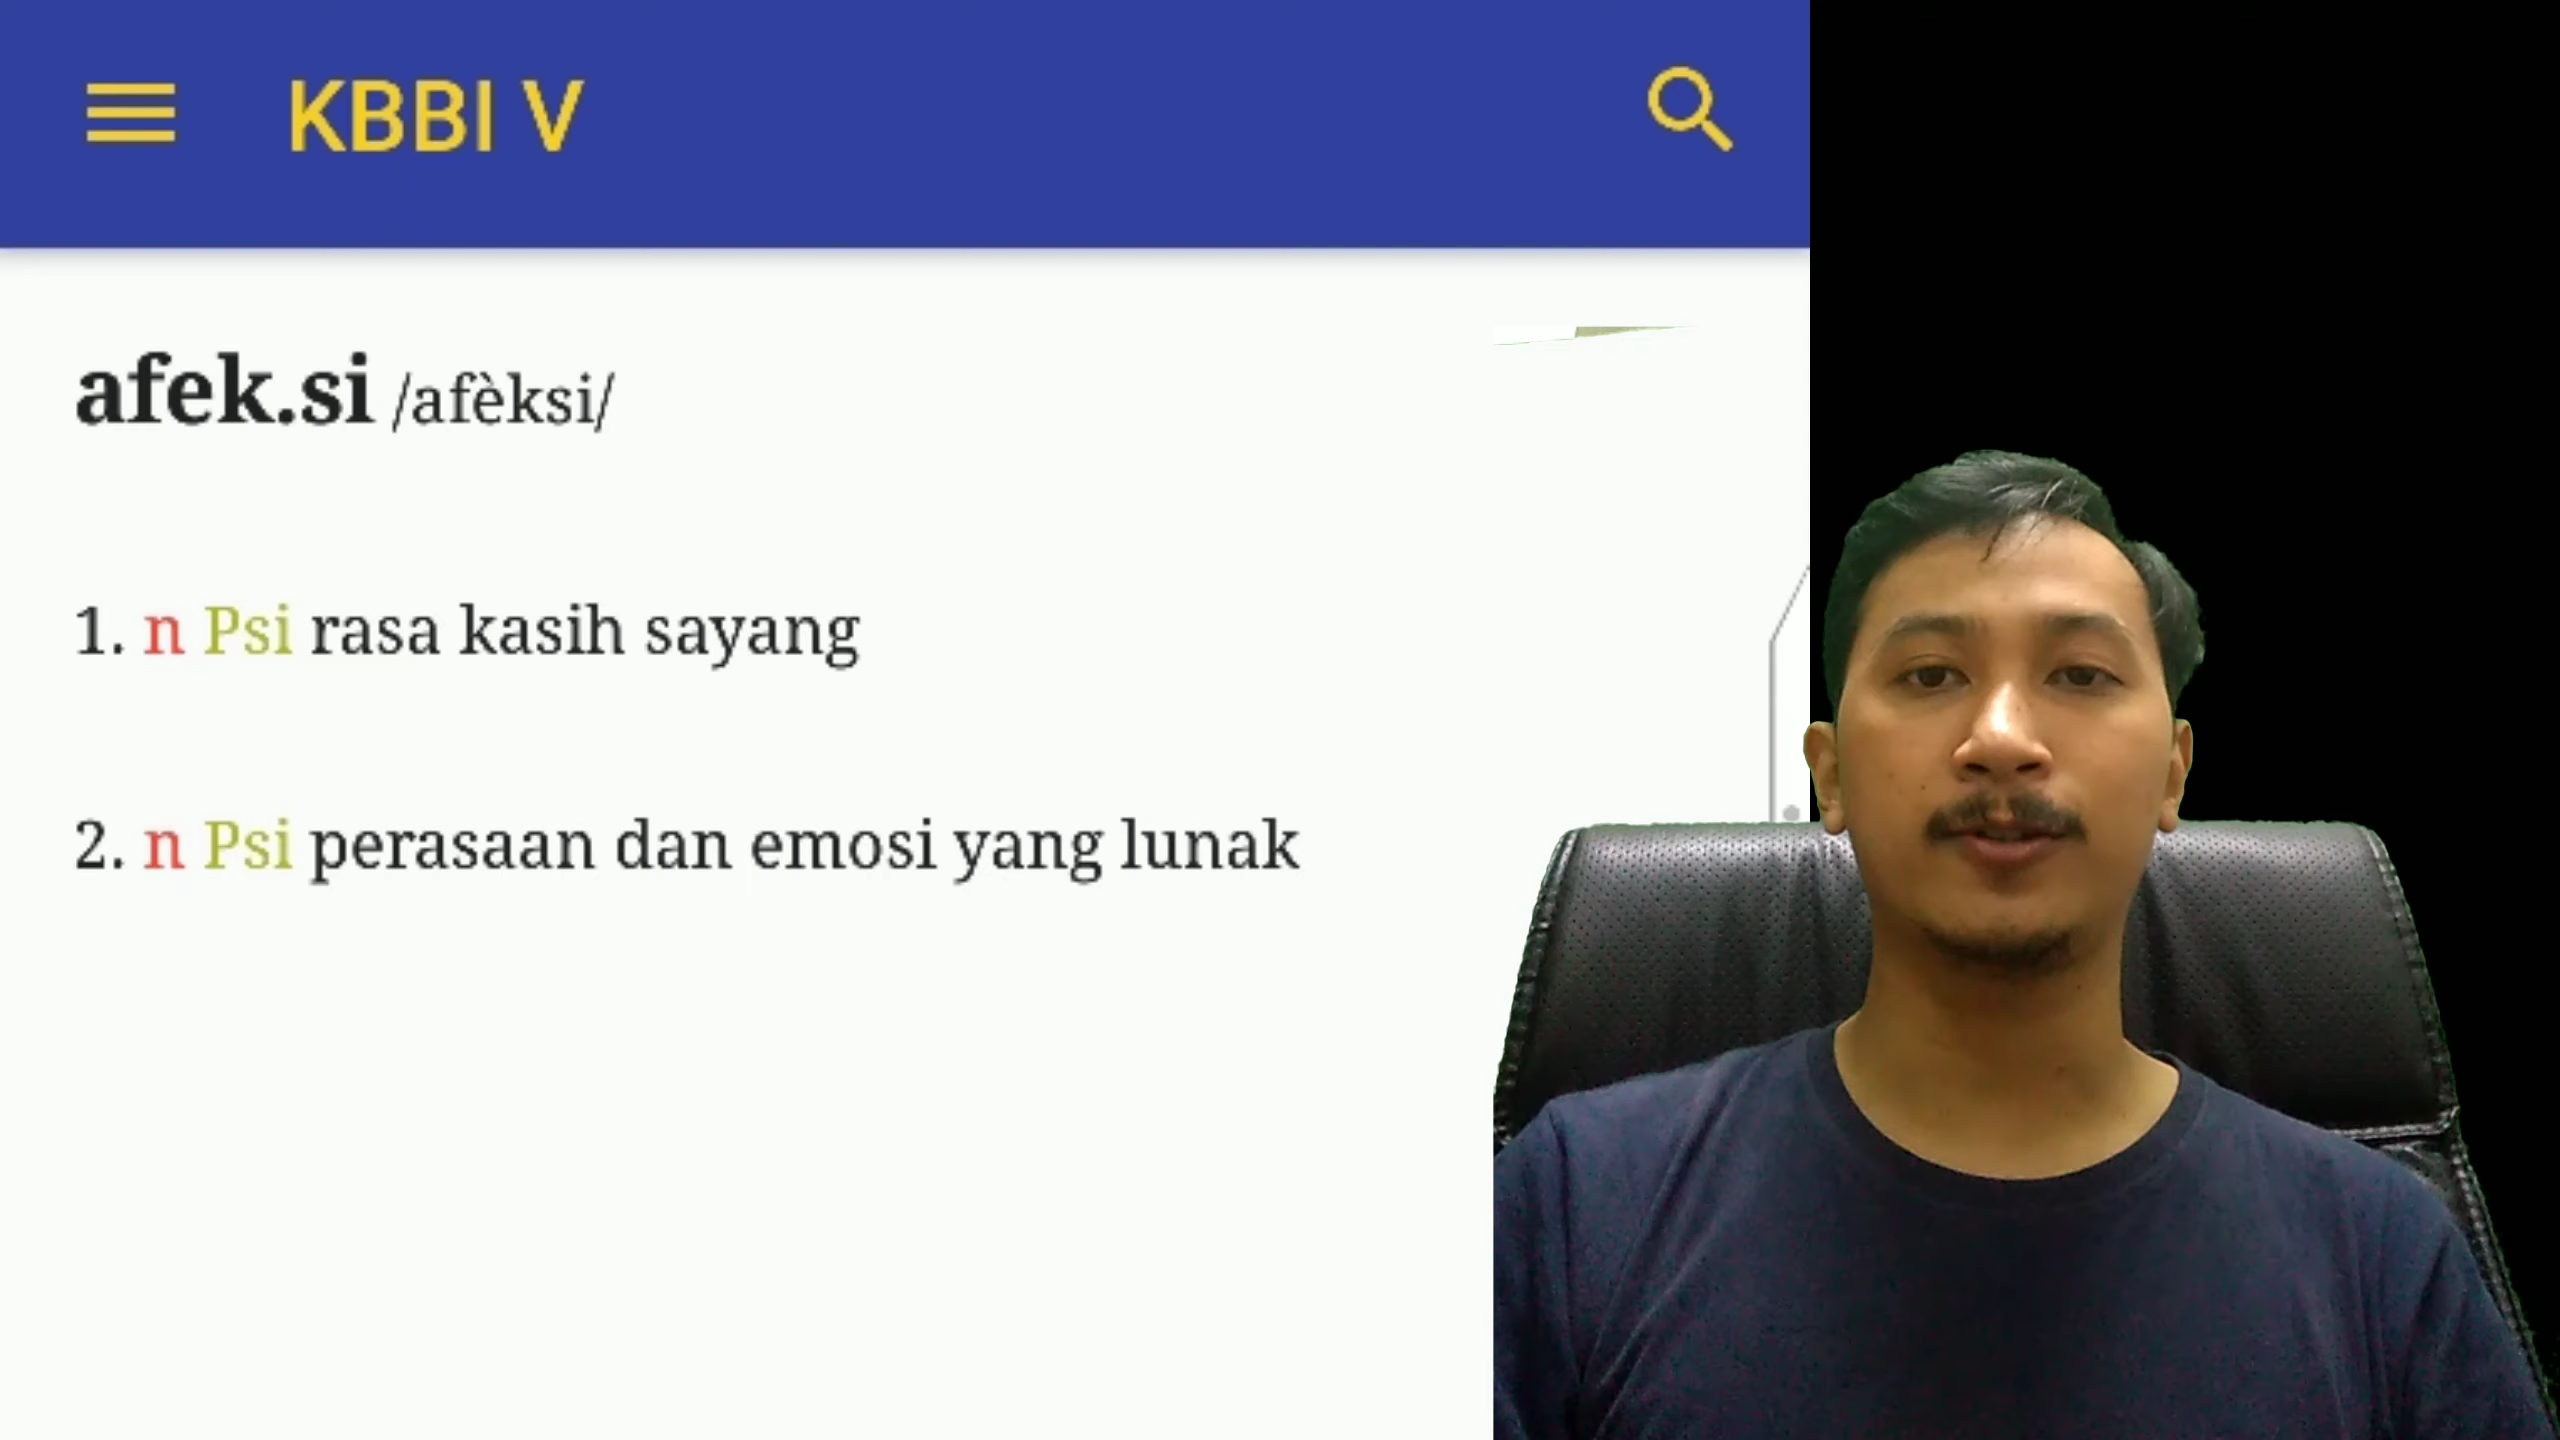 KBBI V
afek.si /afèksi/
1. n Psi rasa kasih sayang
2. n Psi perasaan dan emosi yang lunak